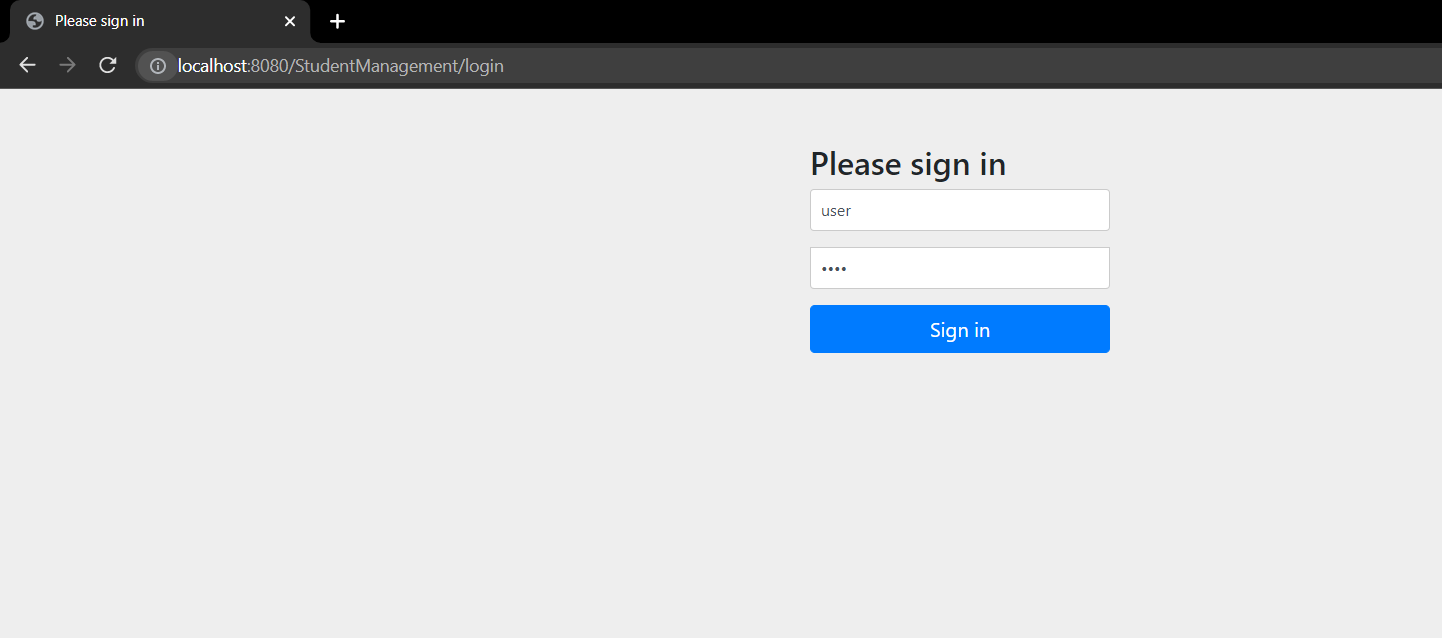 Please sign in
localhost:8080/StudentManagement/login
Please sign in
user
••••
Sign in